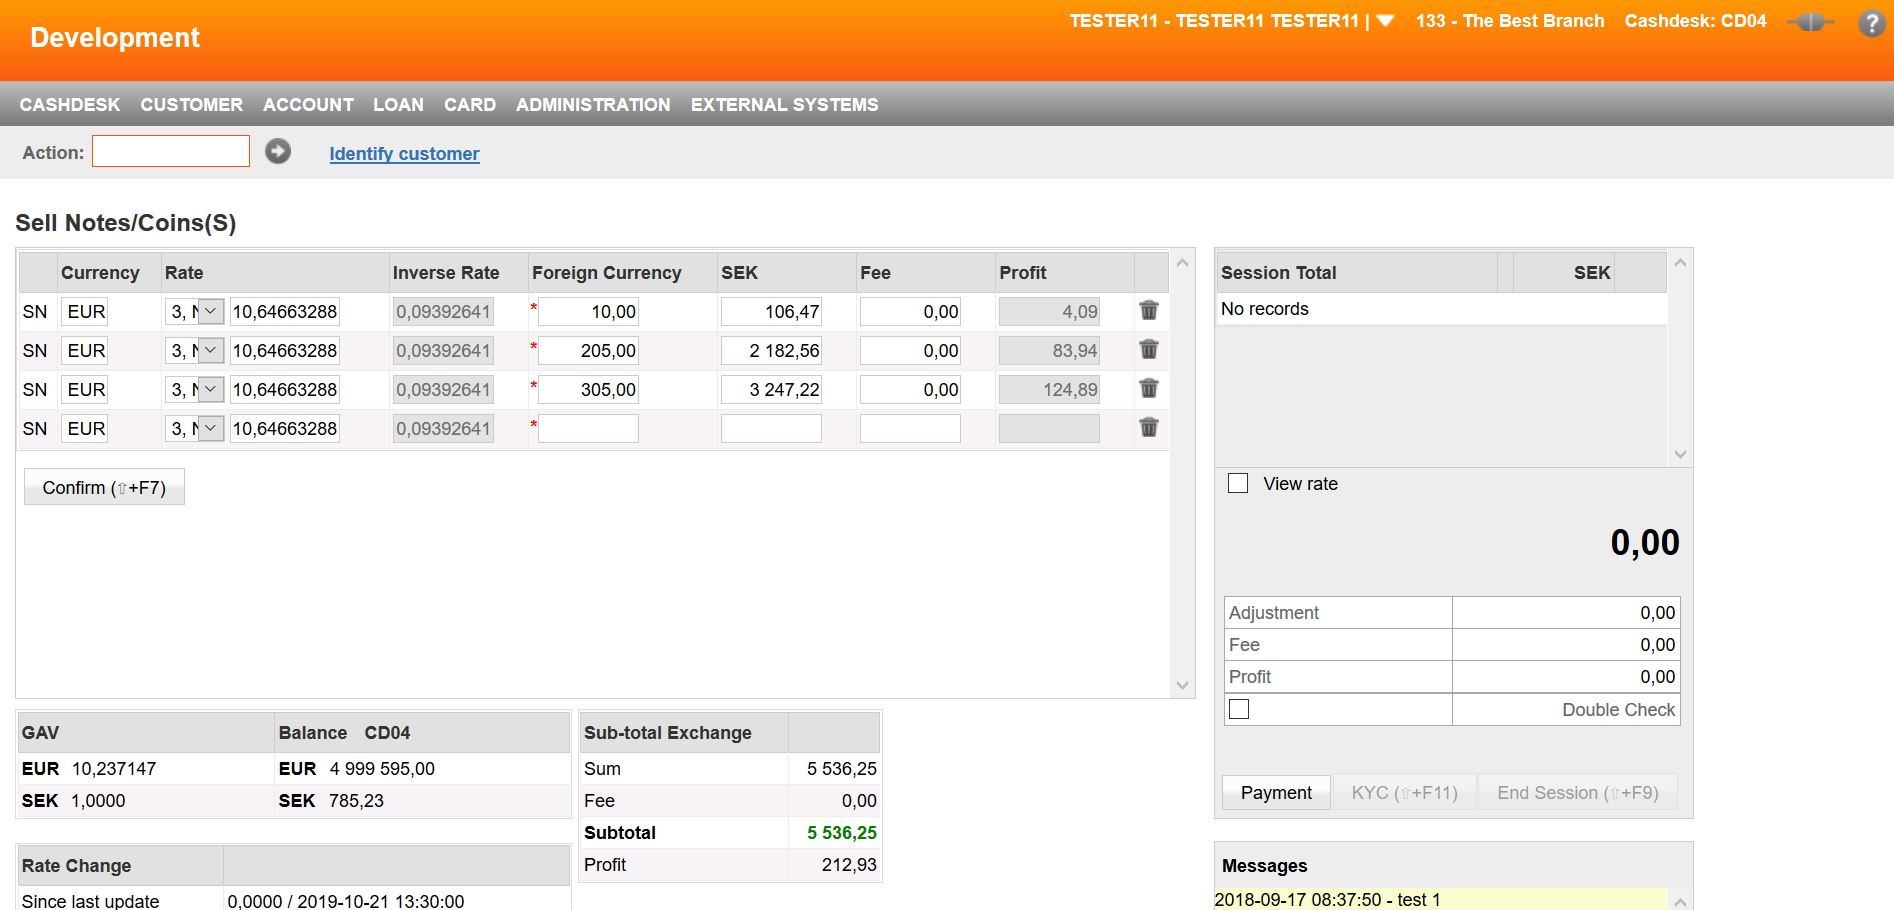 Development
TESTER11 - TESTER11 TESTER11 | 133 - The Best Branch Cashdesk: CD04 ?
CASHDESK CUSTOMER ACCOUNT LOAN CARD ADMINISTRATION EXTERNAL SYSTEMS
Action: Identify customer
Sell Notes/Coins(S)
Currency Rate Inverse Rate Foreign Currency SEK Fee Profit
SN EUR 3, 10,64663288 0,09392641 * 10,00 106,47 0,00 4,09
SN EUR 3, 10,64663288 0,09392641 * 205,00 2 182,56 0,00 83,94
SN EUR 3, 10,64663288 0,09392641 * 305,00 3 247,22 0,00 124,89
SN EUR 3, 10,64663288 0,09392641 *
Confirm (⇧+F7)
Session Total SEK
No records
View rate
0,00
Adjustment 0,00
Fee 0,00
Profit 0,00
Double Check
Payment KYC (⇧+F11) End Session (⇧+F9)
GAV Balance CD04
EUR 10,237147 EUR 4 999 595,00
SEK 1,0000 SEK 785,23
Sub-total Exchange
Sum 5 536,25
Fee 0,00
Subtotal 5 536,25
Profit 212,93
Rate Change
Since last update 0,0000 / 2019-10-21 13:30:00
Messages
2018-09-17 08:37:50 - test 1